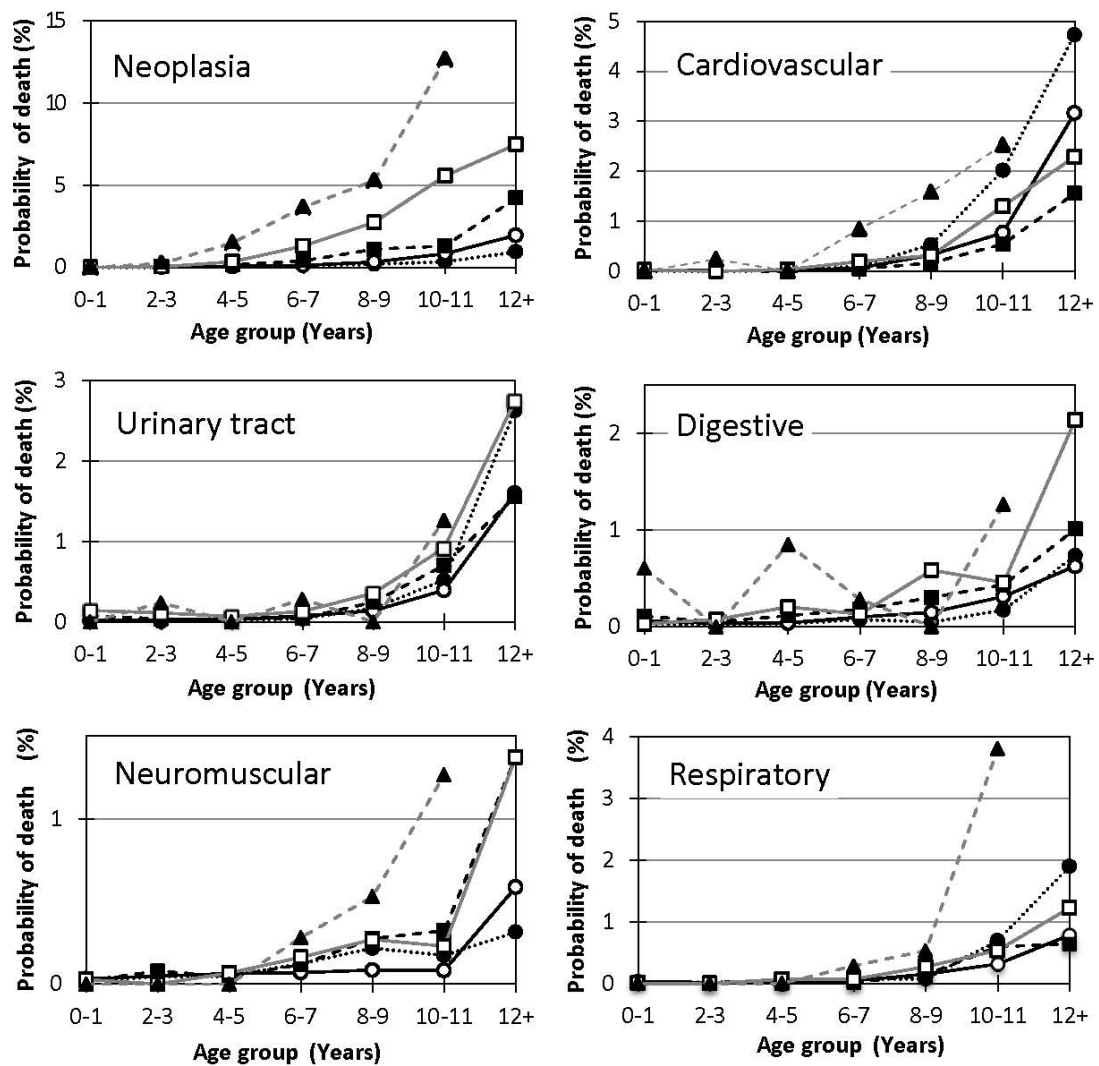 Neoplasia
Probability of death (%)
15
10
5
0
0-1 2-3 4-5 6-7 8-9 10-11 12+
Age group (Years)
Cardiovascular
Probability of death (%)
5
4
3
2
1
0
0-1 2-3 4-5 6-7 8-9 10-11 12+
Age group (Years)
Urinary tract
Probability of death (%)
3
2
1
0
0-1 2-3 4-5 6-7 8-9 10-11 12+
Age group (Years)
Digestive
Probability of death (%)
2
1
0
0-1 2-3 4-5 6-7 8-9 10-11 12+
Age group (Years)
Neuromuscular
Probability of death (%)
1
0
0-1 2-3 4-5 6-7 8-9 10-11 12+
Age group (Years)
Respiratory
Probability of death (%)
4
3
2
1
0
0-1 2-3 4-5 6-7 8-9 10-11 12+
Age group (Years)